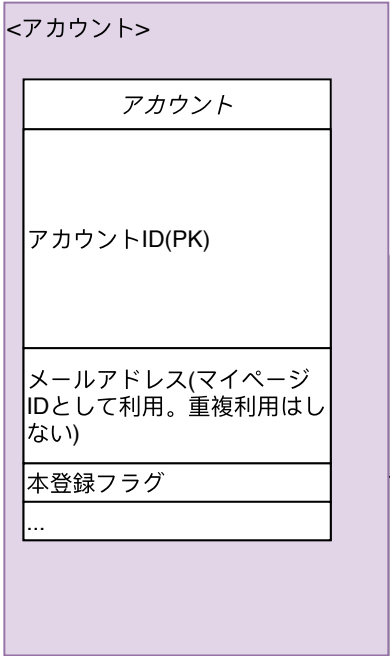 <アカウント>
アカウント
アカウントID(PK)
メールアドレス(マイページ
IDとして利用。重複利用はし
ない)
本登録フラグ
...